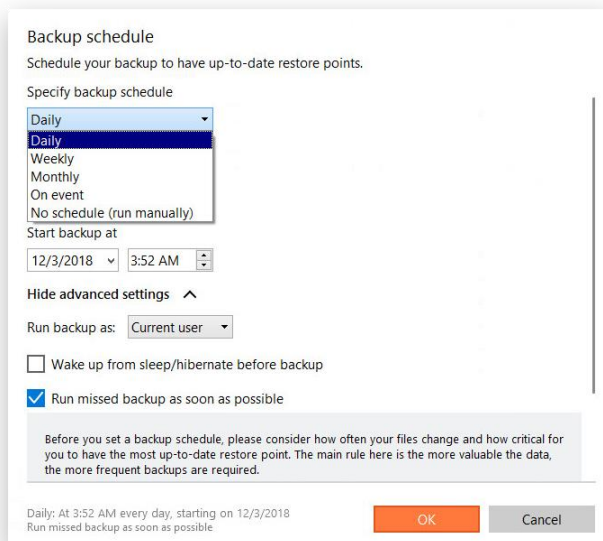 Backup schedule
Schedule your backup to have up-to-date restore points.
Specify backup schedule
Daily
Daily
Weekly
Monthly
On event
No schedule (run manually)
Start backup at
12/3/2018 3:52 AM
Hide advanced settings
Run backup as: Current user
Wake up from sleep/hibernate before backup
Run missed backup as soon as possible
Before you set a backup schedule, please consider how often your files change and how critical for
you to have the most up-to-date restore point. The main rule here is the more valuable the data,
the more frequent backups are required.
Daily: At 3:52 AM every day, starting on 12/3/2018
Run missed backup as soon as possible
OK Cancel